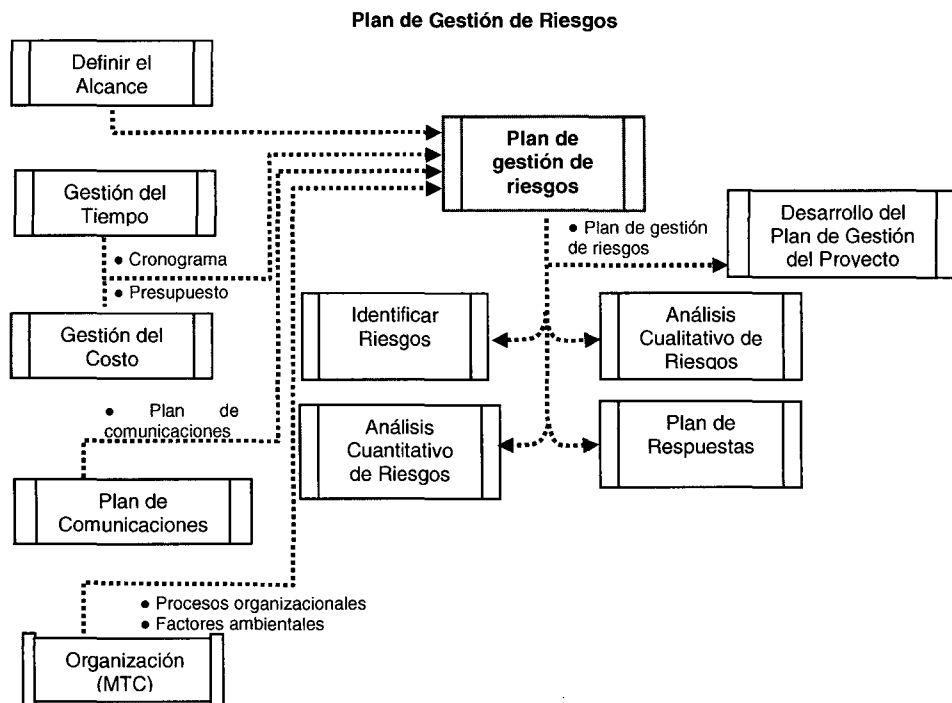 Plan de Gestión de Riesgos
Definir el
Alcance
Plan de
gestión de
riesgos
Gestión del
Tiempo
● Cronograma
● Presupuesto
● Plan de gestión
de riesgos
Desarrollo del
Plan de Gestión
del Proyecto
Gestión del
Costo
Identificar
Riesgos
Análisis
Cualitativo de
Riesgos
● Plan de
comunicaciones
Análisis
Cuantitativo
de Riesgos
Plan de
Respuestas
Plan de
Comunicaciones
● Procesos organizacionales
● Factores ambientales
Organización
(MTC)